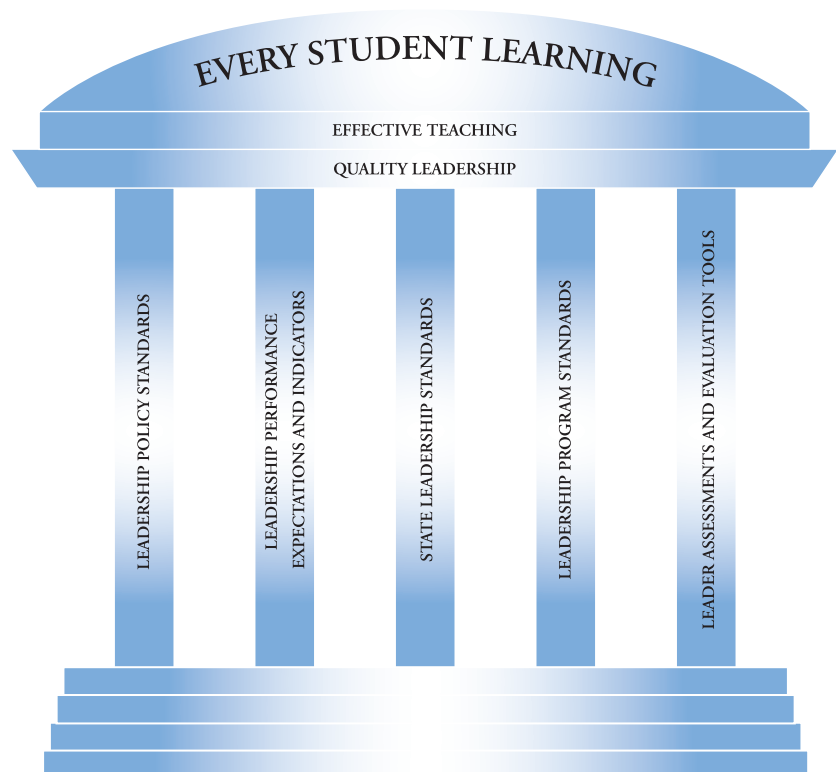 EVERY STUDENT LEARNING
EFFECTIVE TEACHING
QUALITY LEADERSHIP
LEADERSHIP POLICY STANDARDS
LEADERSHIP PERFORMANCE
EXPECTATIONS AND INDICATORS
STATE LEADERSHIP STANDARDS
LEADERSHIP PROGRAM STANDARDS
LEADER ASSESSMENTS AND EVALUATION TOOLS